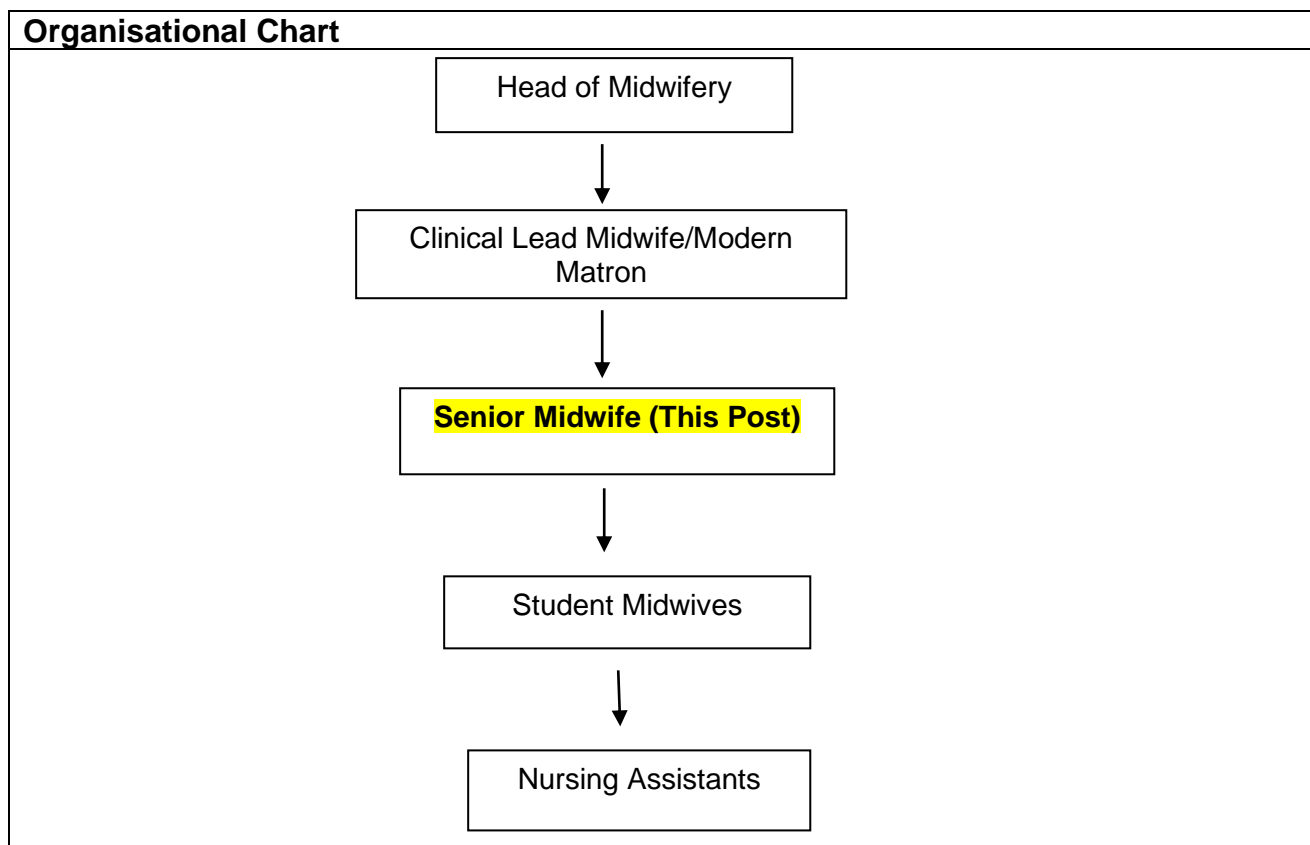 Organisational Chart
Head of Midwifery
Clinical Lead Midwife/Modern
Matron
Senior Midwife (This Post)
Student Midwives
Nursing Assistants